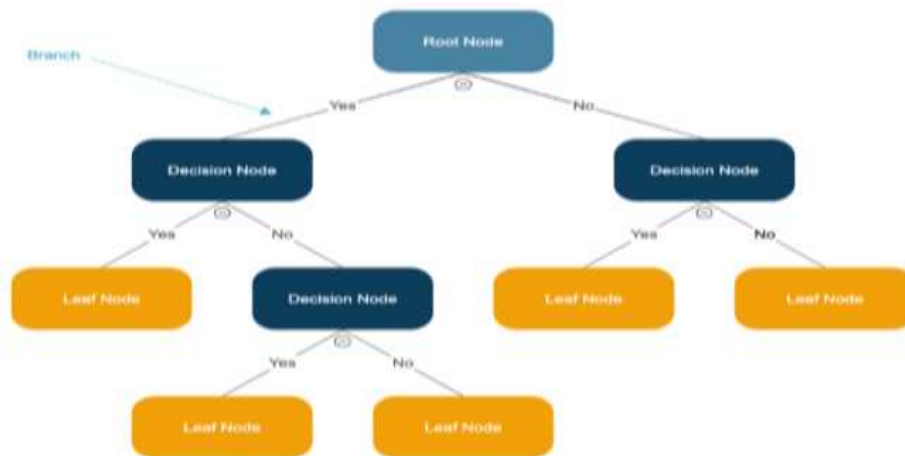 Root Node
Branch
Yes
No
Decision Node
Decision Node
Yes
No
Yes
No
Leaf Node
Decision Node
Leaf Node
Leaf Node
Yes
No
Leaf Node
Leaf Node